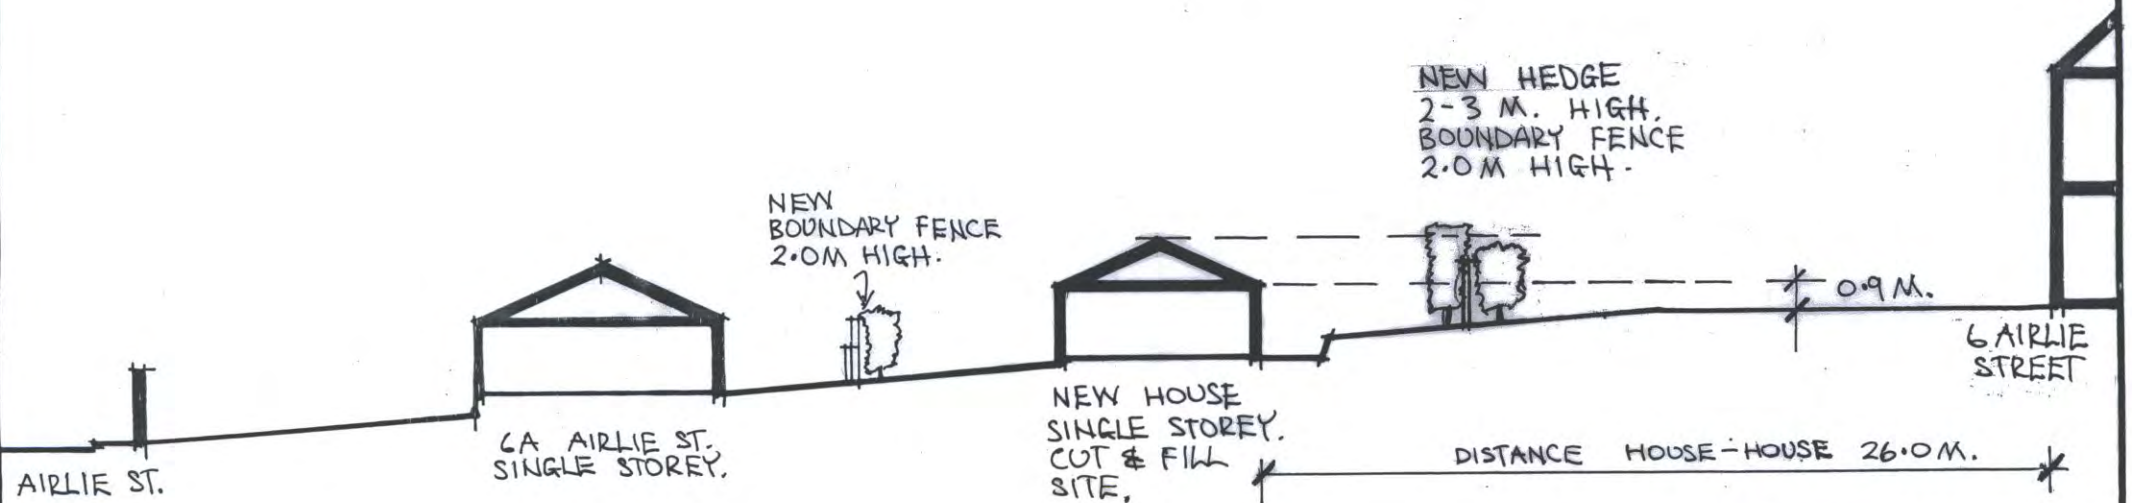 NEW HEDGE
2-3 M. HIGH.
BOUNDARY FENCE
2.0M HIGH.
NEW
BOUNDARY FENCE
2.0M HIGH.
0.9M.
6 AIRLIE
STREET
NEW HOUSE
SINGLE STOREY.
CUT & FILL
SITE.
6A AIRLIE ST.
SINGLE STOREY.
DISTANCE HOUSE-HOUSE 26.0M.
AIRLIE ST.